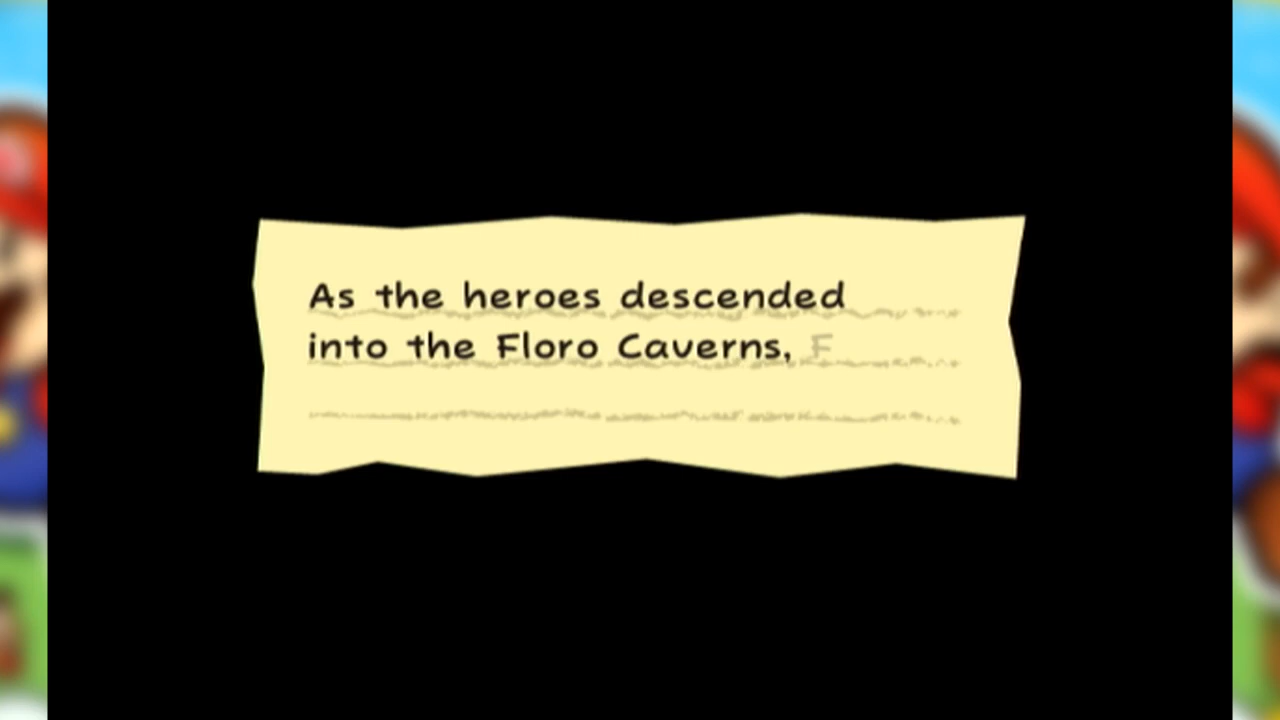 As the heroes descended
into the Floro Caverns, F